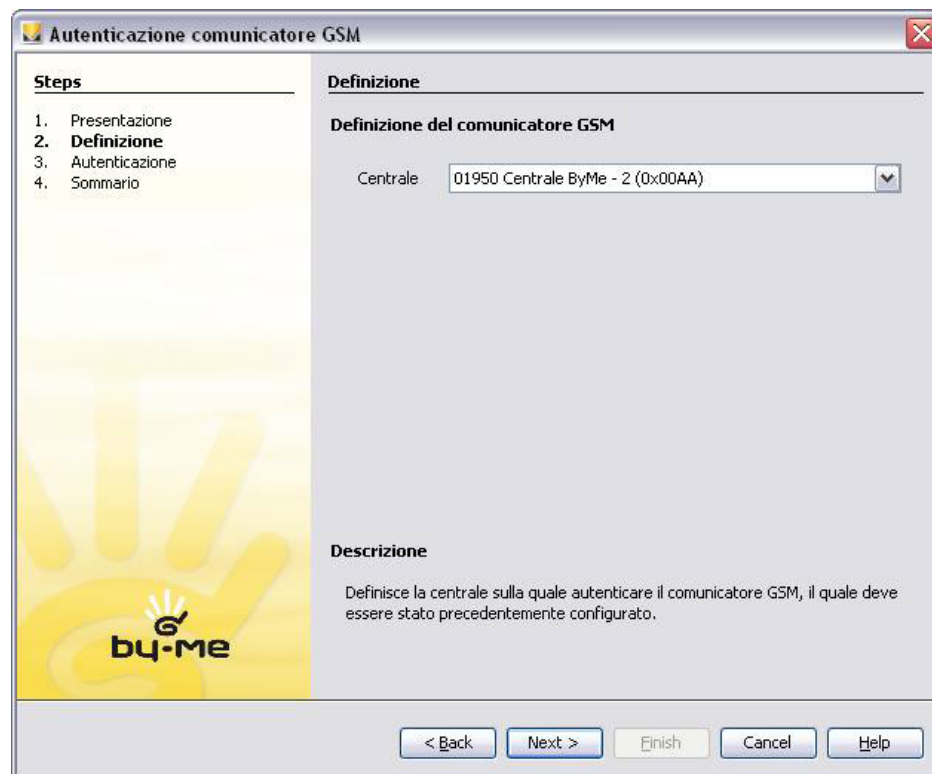 Autenticazione comunicatore GSM
Steps
1. Presentazione
2. Definizione
3. Autenticazione
4. Sommario
by-me
Definizione
Definizione del comunicatore GSM
Centrale 01950 Centrale ByMe - 2 (0x00AA)
Descrizione
Definisce la centrale sulla quale autenticare il comunicatore GSM, il quale deve
essere stato precedentemente configurato.
< Back Next > Finish Cancel Help